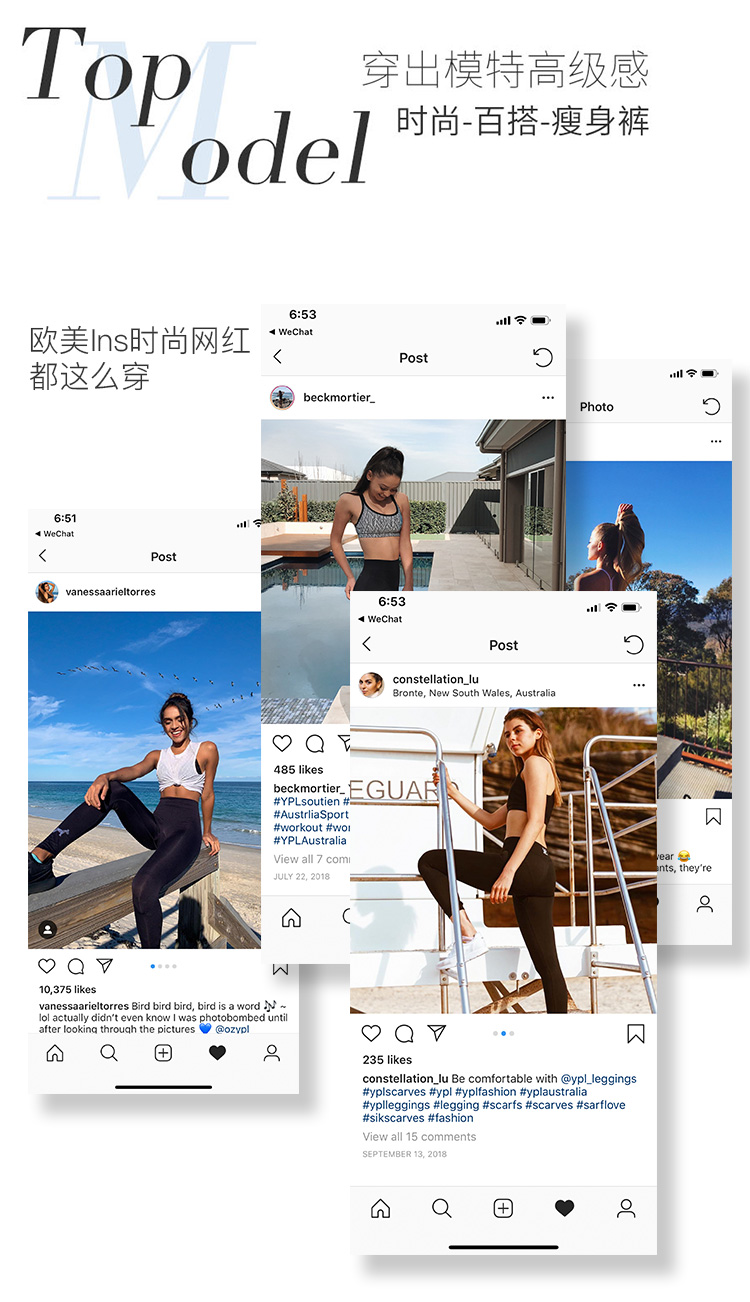 Top
Model
穿出模特高级感
时尚-百搭-瘦身裤
欧美Ins时尚网红
都这么穿
6:53
WeChat
Post
beckmortier_
485 likes
beckmortier_
#YPLsoutien #
#AustrliaSport
#workout #wor
#YPLAustralia
View all 7 comm
JULY 22, 2018
Photo
wear 😂
nts, they're
6:51
WeChat
Post
vanessaarieltorres
10,375 likes
vanessaarieltorres Bird bird bird, bird is a word 🎶 ~
lol actually didn't even know I was photobombed until
after looking through the pictures 💙 @ozypl
6:53
WeChat
Post
constellation_lu
Bronte, New South Wales, Australia
EGUARD
235 likes
constellation_lu Be comfortable with @ypl_leggings
#yplscarves #ypl #yplfashion #yplaustralia
#yplleggings #legging #scarfs #scarves #sarflove
#sikscarves #fashion
View all 15 comments
SEPTEMBER 13, 2018